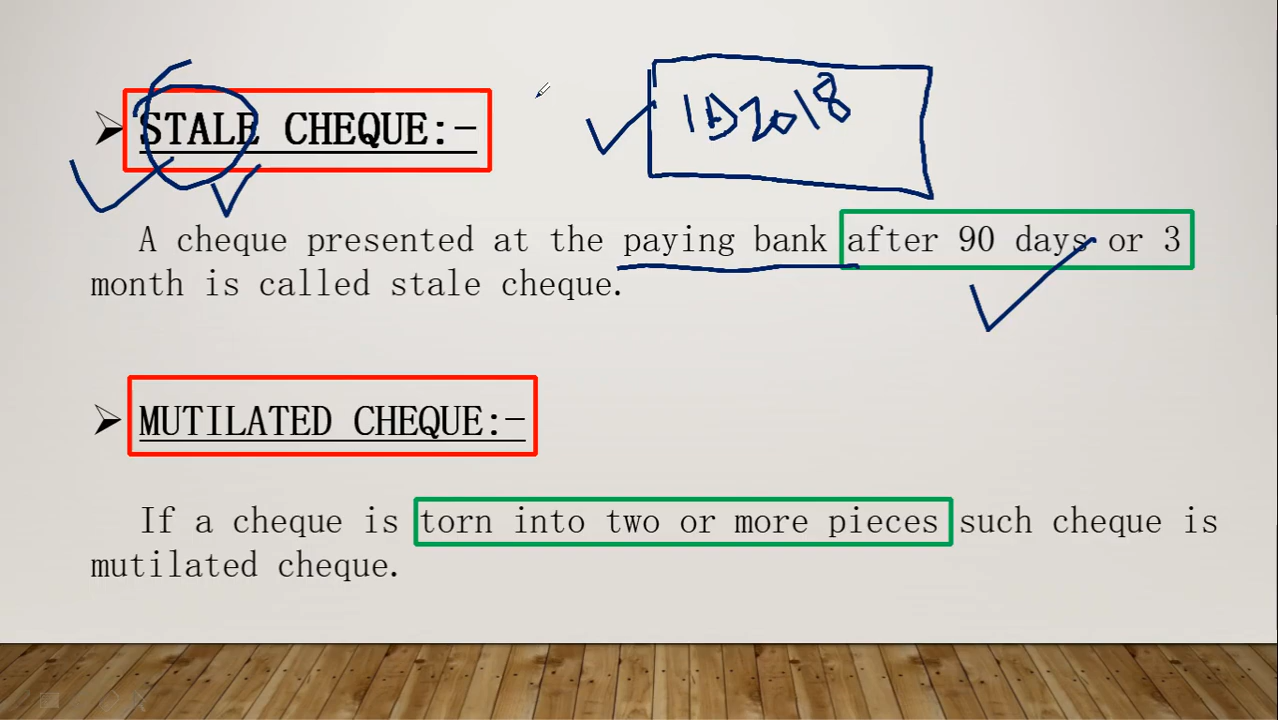 STALE CHEQUE:-
1D2018
A cheque presented at the paying bank after 90 days or 3
month is called stale cheque.
MUTILATED CHEQUE:-
If a cheque is torn into two or more pieces such cheque is
mutilated cheque.